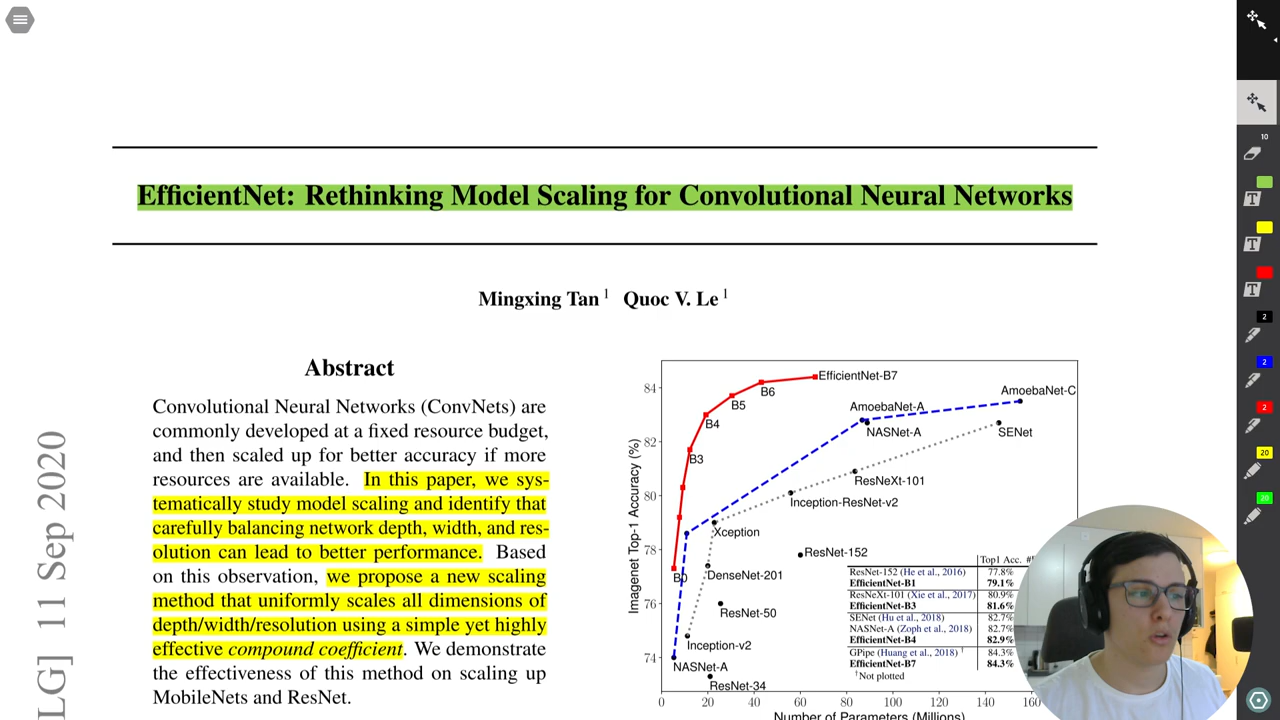 EfficientNet: Rethinking Model Scaling for Convolutional Neural Networks
Mingxing Tan 1 Quoc V. Le 1
Abstract
Convolutional Neural Networks (ConvNets) are
commonly developed at a fixed resource budget,
and then scaled up for better accuracy if more
resources are available. In this paper, we sys-
tematically study model scaling and identify that
carefully balancing network depth, width, and res-
olution can lead to better performance. Based
on this observation, we propose a new scaling
method that uniformly scales all dimensions of
depth/width/resolution using a simple yet highly
effective compound coefficient. We demonstrate
the effectiveness of this method on scaling up
MobileNets and ResNet.
LG] 11 Sep 2020
Imagenet Top-1 Accuracy (%)
84
82
80
78
76
74
EfficientNet-B7
B6
B5
B4
B3
B0
AmoebaNet-C
AmoebaNet-A
NASNet-A
SENet
ResNeXt-101
Inception-ResNet-v2
Xception
ResNet-152
DenseNet-201
ResNet-50
Inception-v2
NASNet-A
ResNet-34
Top1 Acc. #
ResNet-152 (He et al., 2016) 77.8%
EfficientNet-B1 79.1%
ResNeXt-101 (Xie et al., 2017) 80.9%
EfficientNet-B3 81.6%
SENet (Hu et al., 2018) 82.7%
NASNet-A (Zoph et al., 2018) 82.7%
EfficientNet-B4 82.9%
GPipe (Huang et al., 2018) † 84.3%
EfficientNet-B7 84.3%
†Not plotted
0 20 40 60 80 100 120 140 160
Number of Parameters (Millions)
10
T
T
T
2
2
2
20
20